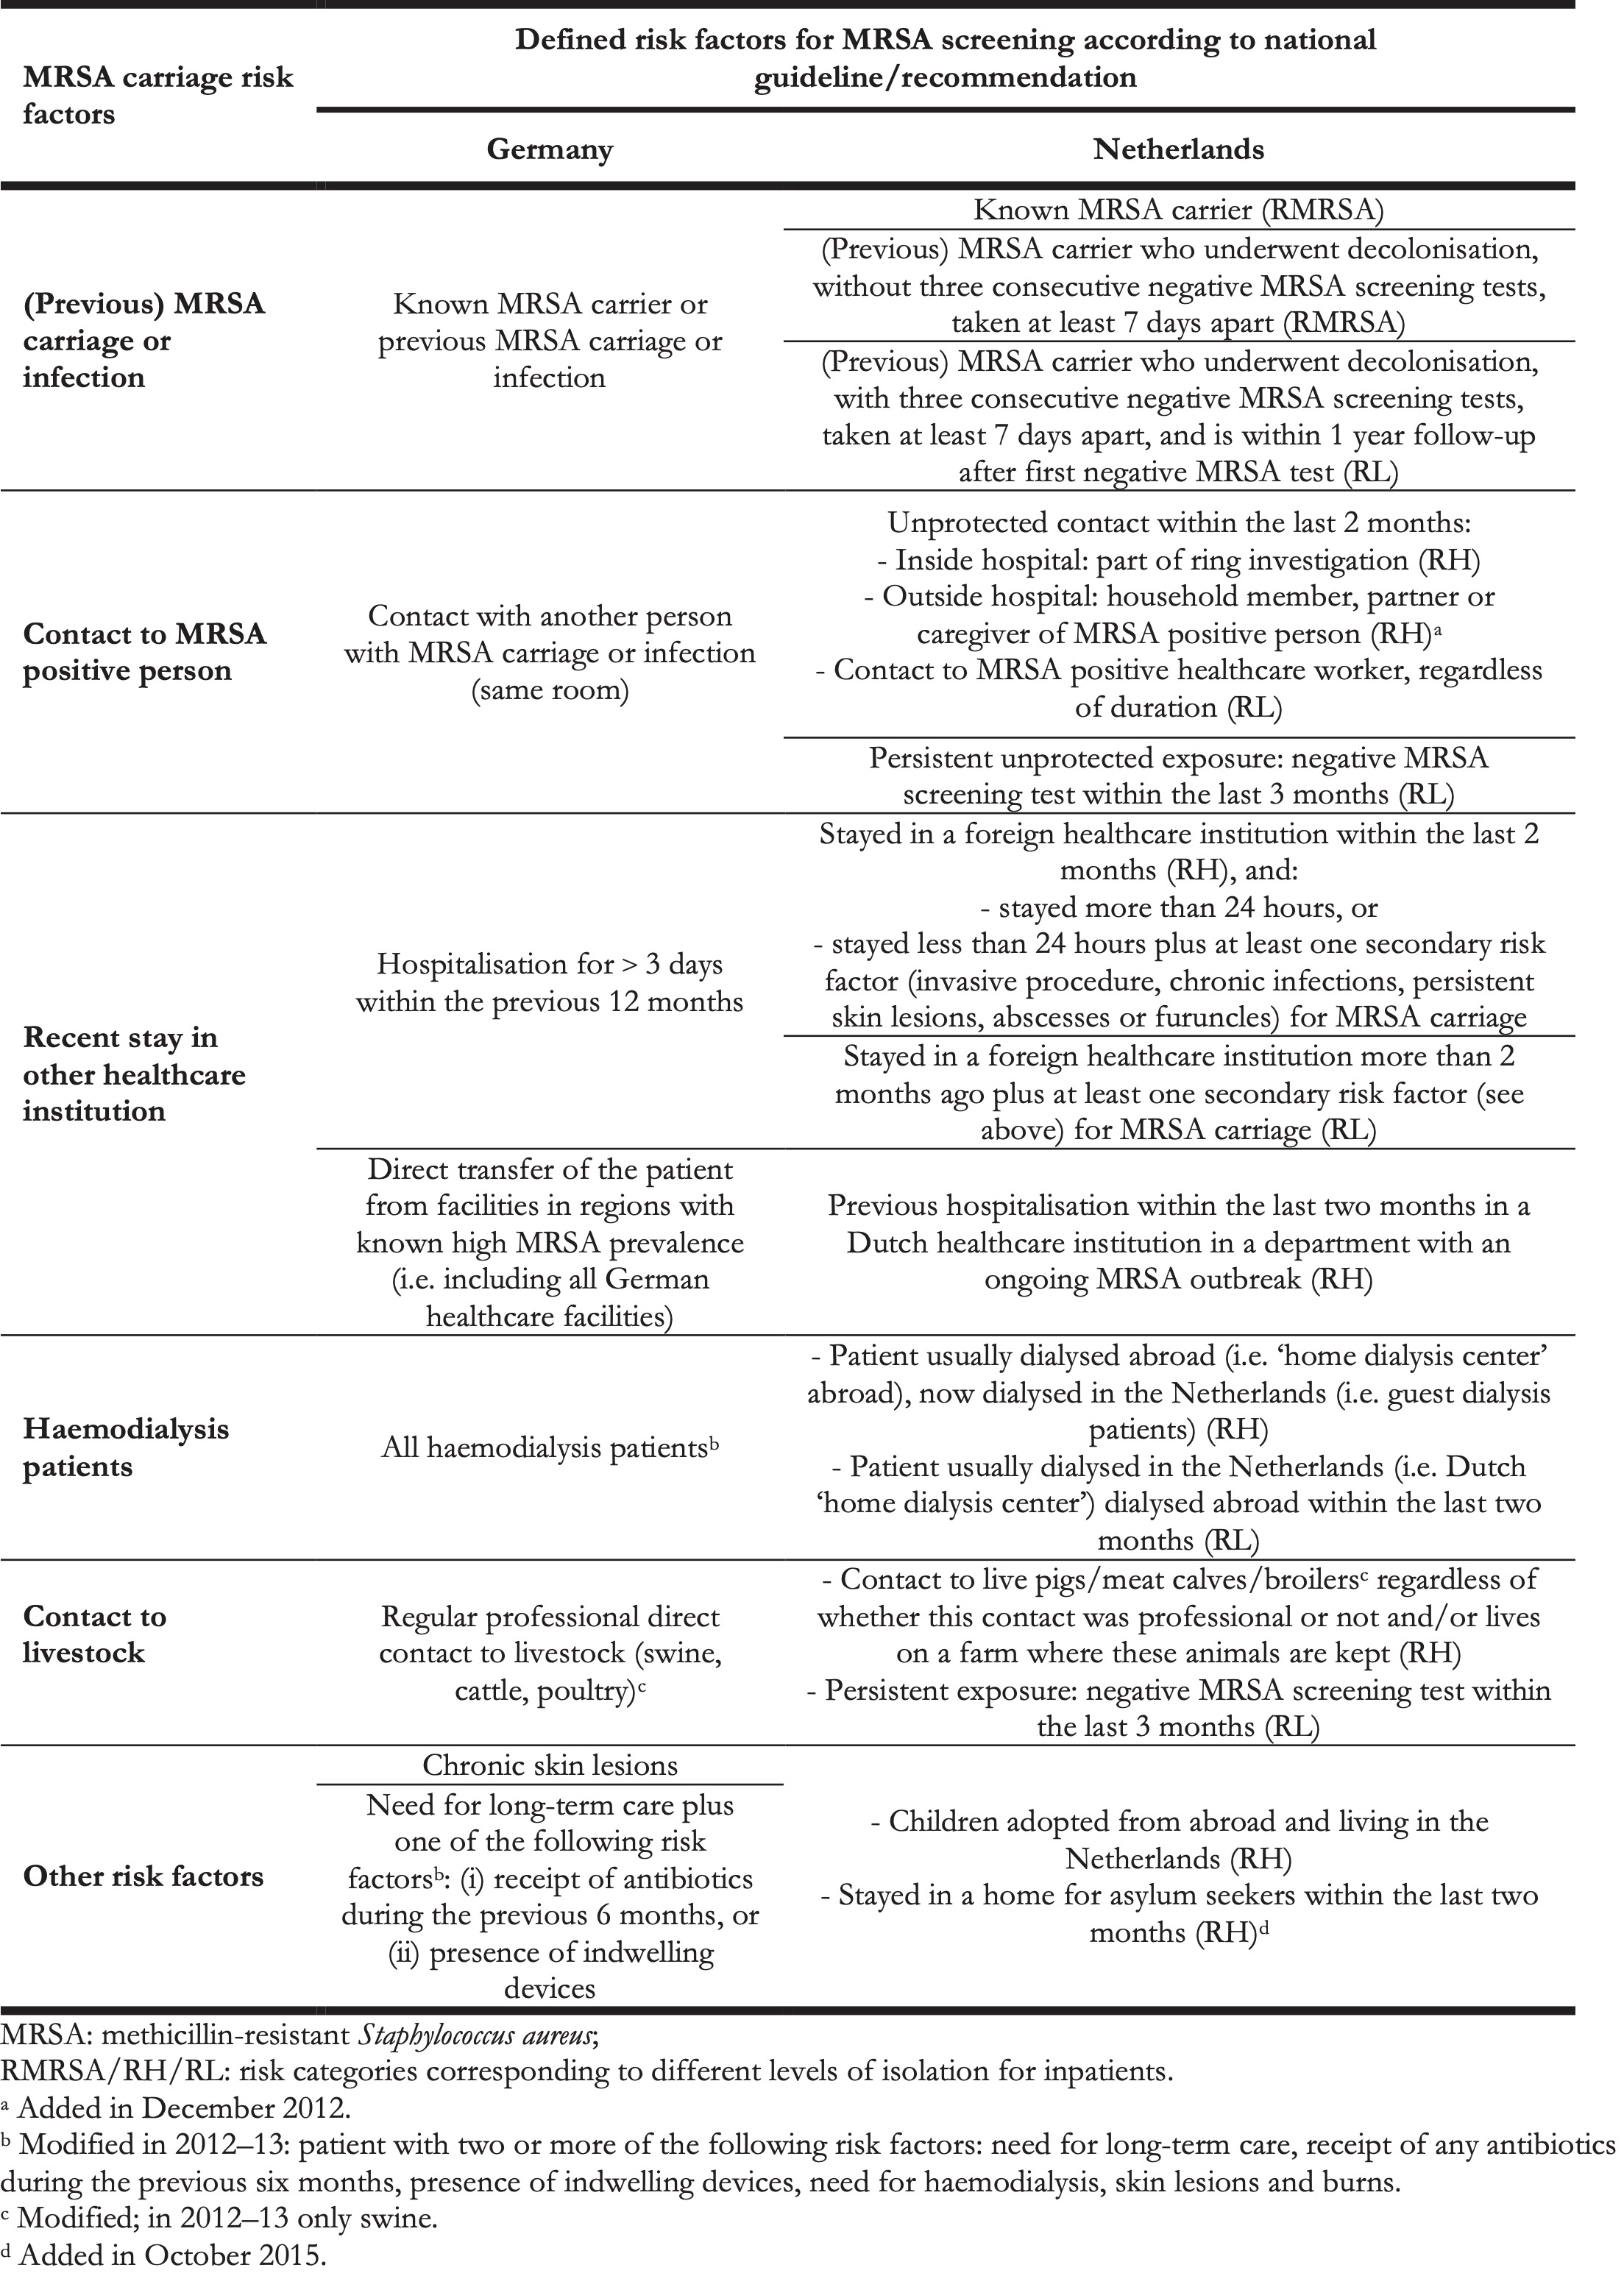 MRSA carriage risk
factors
Defined risk factors for MRSA screening according to national
guideline/recommendation
Germany
Netherlands
(Previous) MRSA
carriage or
infection
Known MRSA carrier or
previous MRSA carriage or
infection
Known MRSA carrier (RMRSA)
(Previous) MRSA carrier who underwent decolonisation,
without three consecutive negative MRSA screening tests,
taken at least 7 days apart (RMRSA)
(Previous) MRSA carrier who underwent decolonisation,
with three consecutive negative MRSA screening tests,
taken at least 7 days apart, and is within 1 year follow-up
after first negative MRSA test (RL)
Contact to MRSA
positive person
Contact with another person
with MRSA carriage or infection
(same room)
Unprotected contact within the last 2 months:
- Inside hospital: part of ring investigation (RH)
- Outside hospital: household member, partner or
caregiver of MRSA positive person (RH)ᵃ
- Contact to MRSA positive healthcare worker, regardless
of duration (RL)
Persistent unprotected exposure: negative MRSA
screening test within the last 3 months (RL)
Recent stay in
other healthcare
institution
Hospitalisation for > 3 days
within the previous 12 months
Stayed in a foreign healthcare institution within the last 2
months (RH), and:
- stayed more than 24 hours, or
- stayed less than 24 hours plus at least one secondary risk
factor (invasive procedure, chronic infections, persistent
skin lesions, abscesses or furuncles) for MRSA carriage
Stayed in a foreign healthcare institution more than 2
months ago plus at least one secondary risk factor (see
above) for MRSA carriage (RL)
Direct transfer of the patient
from facilities in regions with
known high MRSA prevalence
(i.e. including all German
healthcare facilities)
Previous hospitalisation within the last two months in a
Dutch healthcare institution in a department with an
ongoing MRSA outbreak (RH)
Haemodialysis
patients
All haemodialysis patientsᵇ
- Patient usually dialysed abroad (i.e. ‘home dialysis center’
abroad), now dialysed in the Netherlands (i.e. guest dialysis
patients) (RH)
- Patient usually dialysed in the Netherlands (i.e. Dutch
‘home dialysis center’) dialysed abroad within the last two
months (RL)
Contact to
livestock
Regular professional direct
contact to livestock (swine,
cattle, poultry)ᶜ
- Contact to live pigs/meat calves/broilersᶜ regardless of
whether this contact was professional or not and/or lives
on a farm where these animals are kept (RH)
- Persistent exposure: negative MRSA screening test within
the last 3 months (RL)
Other risk factors
Chronic skin lesions
Need for long-term care plus
one of the following risk
factorsᵇ: (i) receipt of antibiotics
during the previous 6 months, or
(ii) presence of indwelling
devices
- Children adopted from abroad and living in the
Netherlands (RH)
- Stayed in a home for asylum seekers within the last two
months (RH)ᵈ
MRSA: methicillin-resistant Staphylococcus aureus;
RMRSA/RH/RL: risk categories corresponding to different levels of isolation for inpatients.
ᵃ Added in December 2012.
ᵇ Modified in 2012–13: patient with two or more of the following risk factors: need for long-term care, receipt of any antibiotics
during the previous six months, presence of indwelling devices, need for haemodialysis, skin lesions and burns.
ᶜ Modified; in 2012–13 only swine.
ᵈ Added in October 2015.